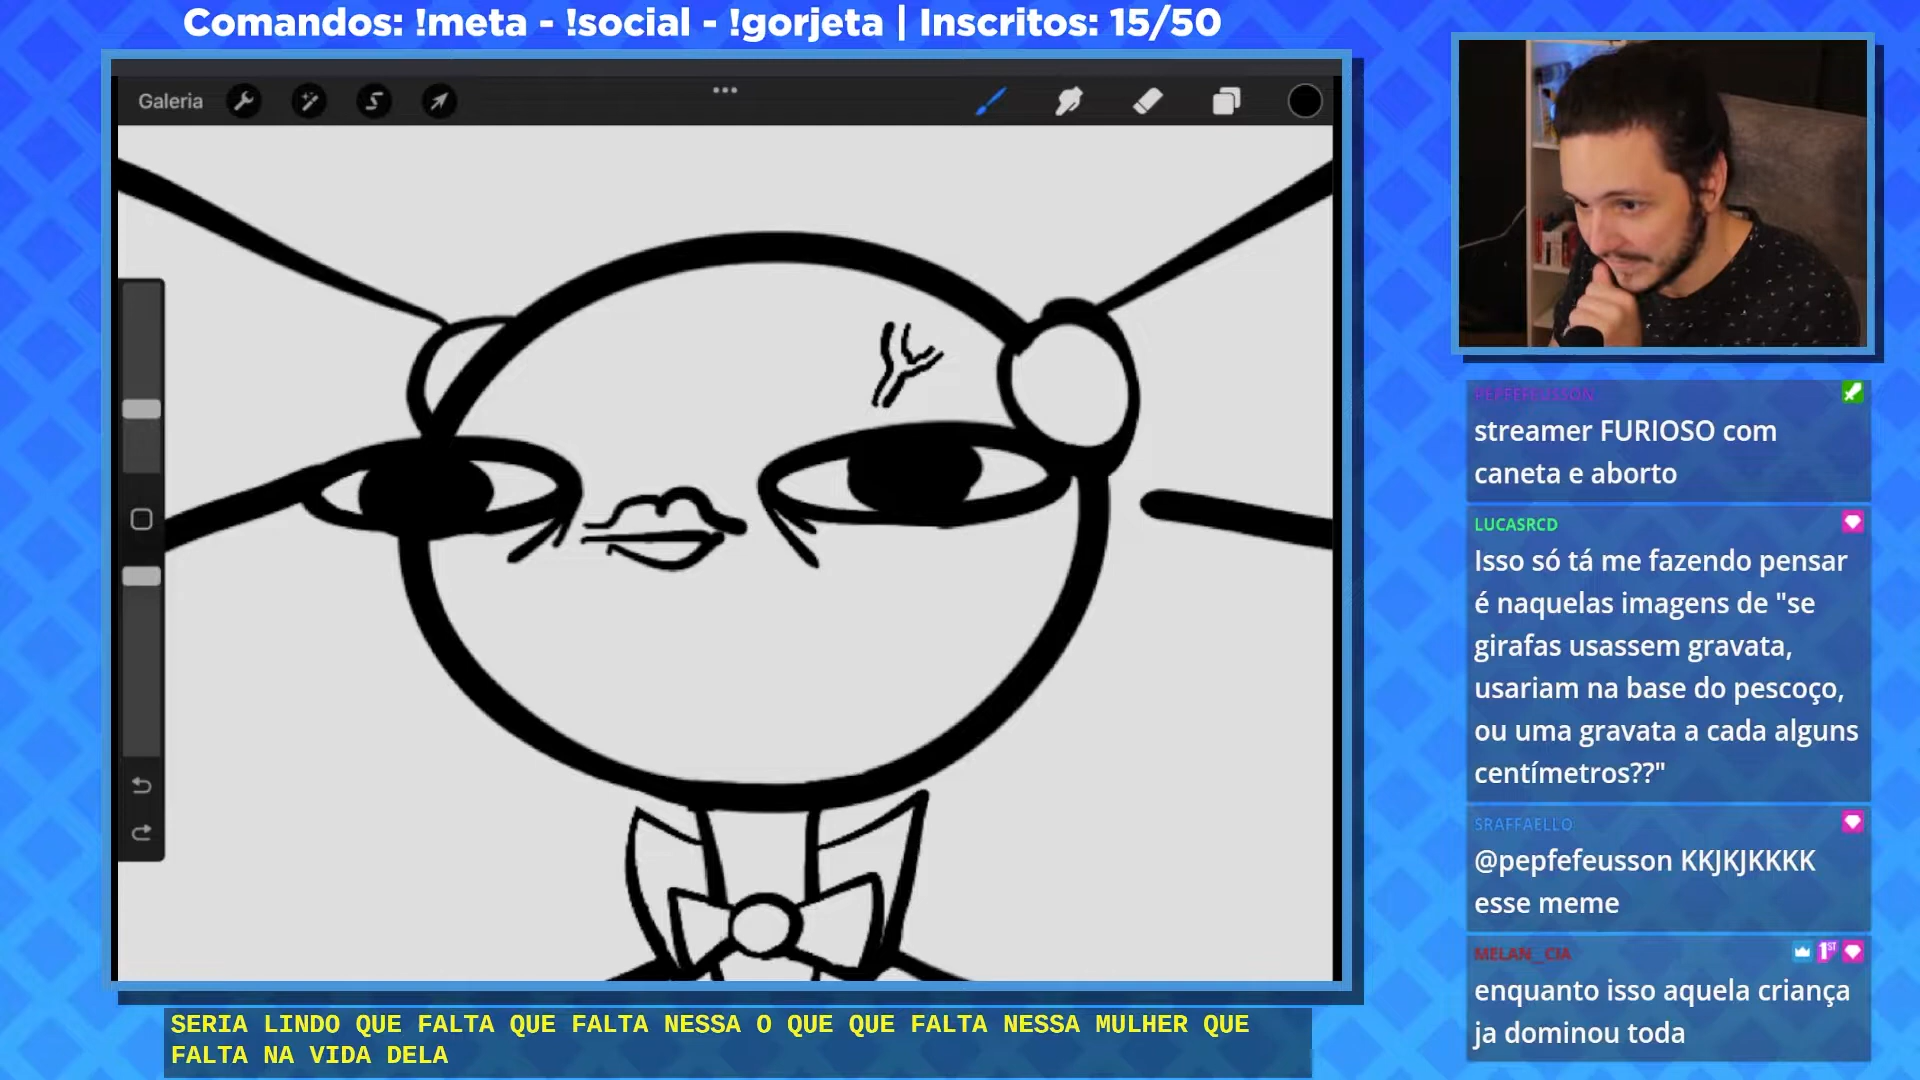 Comandos: !meta - !social - !gorjeta | Inscritos: 15/50
Galeria
PEPFEFEUSSON
streamer FURIOSO com
caneta e aborto
LUCASRCD
Isso só tá me fazendo pensar
é naquelas imagens de "se
girafas usassem gravata,
usariam na base do pescoço,
ou uma gravata a cada alguns
centímetros??"
SRAFFAELLO
@pepfefeusson KKJKJKKKK
esse meme
MELAN_CIA
1ST
enquanto isso aquela criança
ja dominou toda
SERIA LINDO QUE FALTA QUE FALTA NESSA O QUE QUE FALTA NESSA MULHER QUE
FALTA NA VIDA DELA